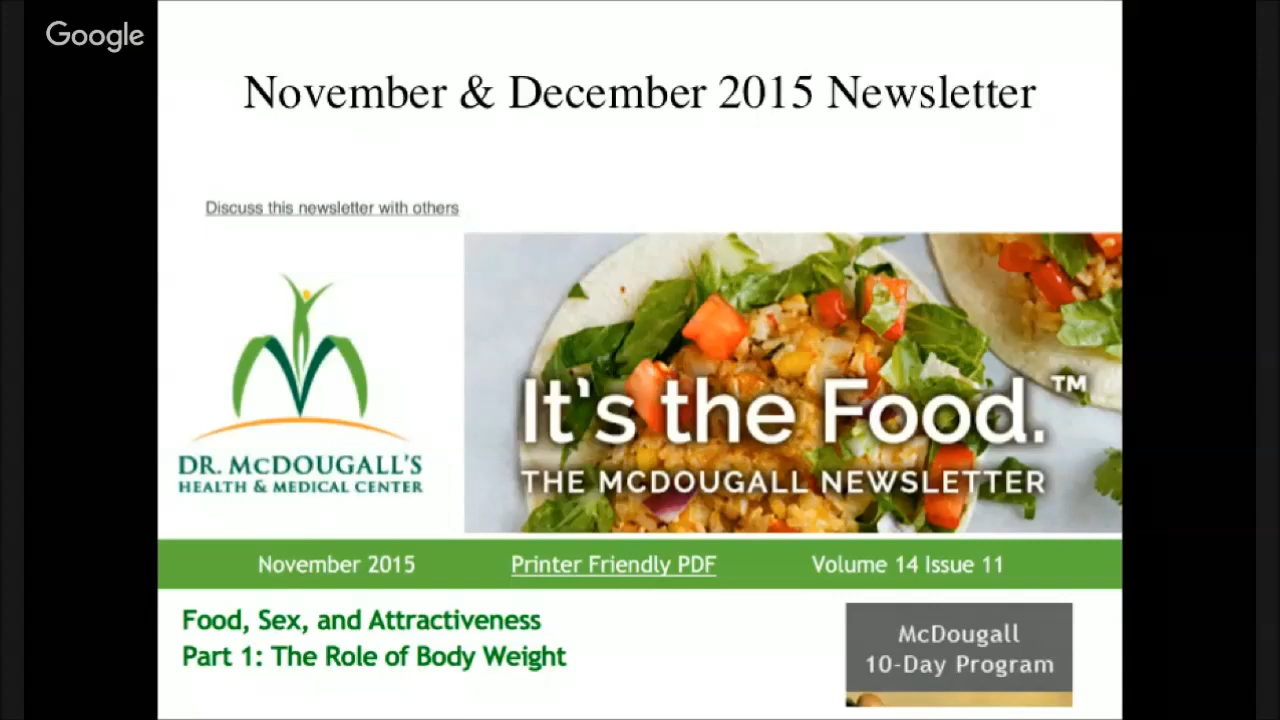 Google
November & December 2015 Newsletter
Discuss this newsletter with others
It's the Food.™
THE MCDOUGALL NEWSLETTER
DR. MCDOUGALL'S
HEALTH & MEDICAL CENTER
November 2015
Printer Friendly PDF
Volume 14 Issue 11
Food, Sex, and Attractiveness
Part 1: The Role of Body Weight
McDougall
10-Day Program